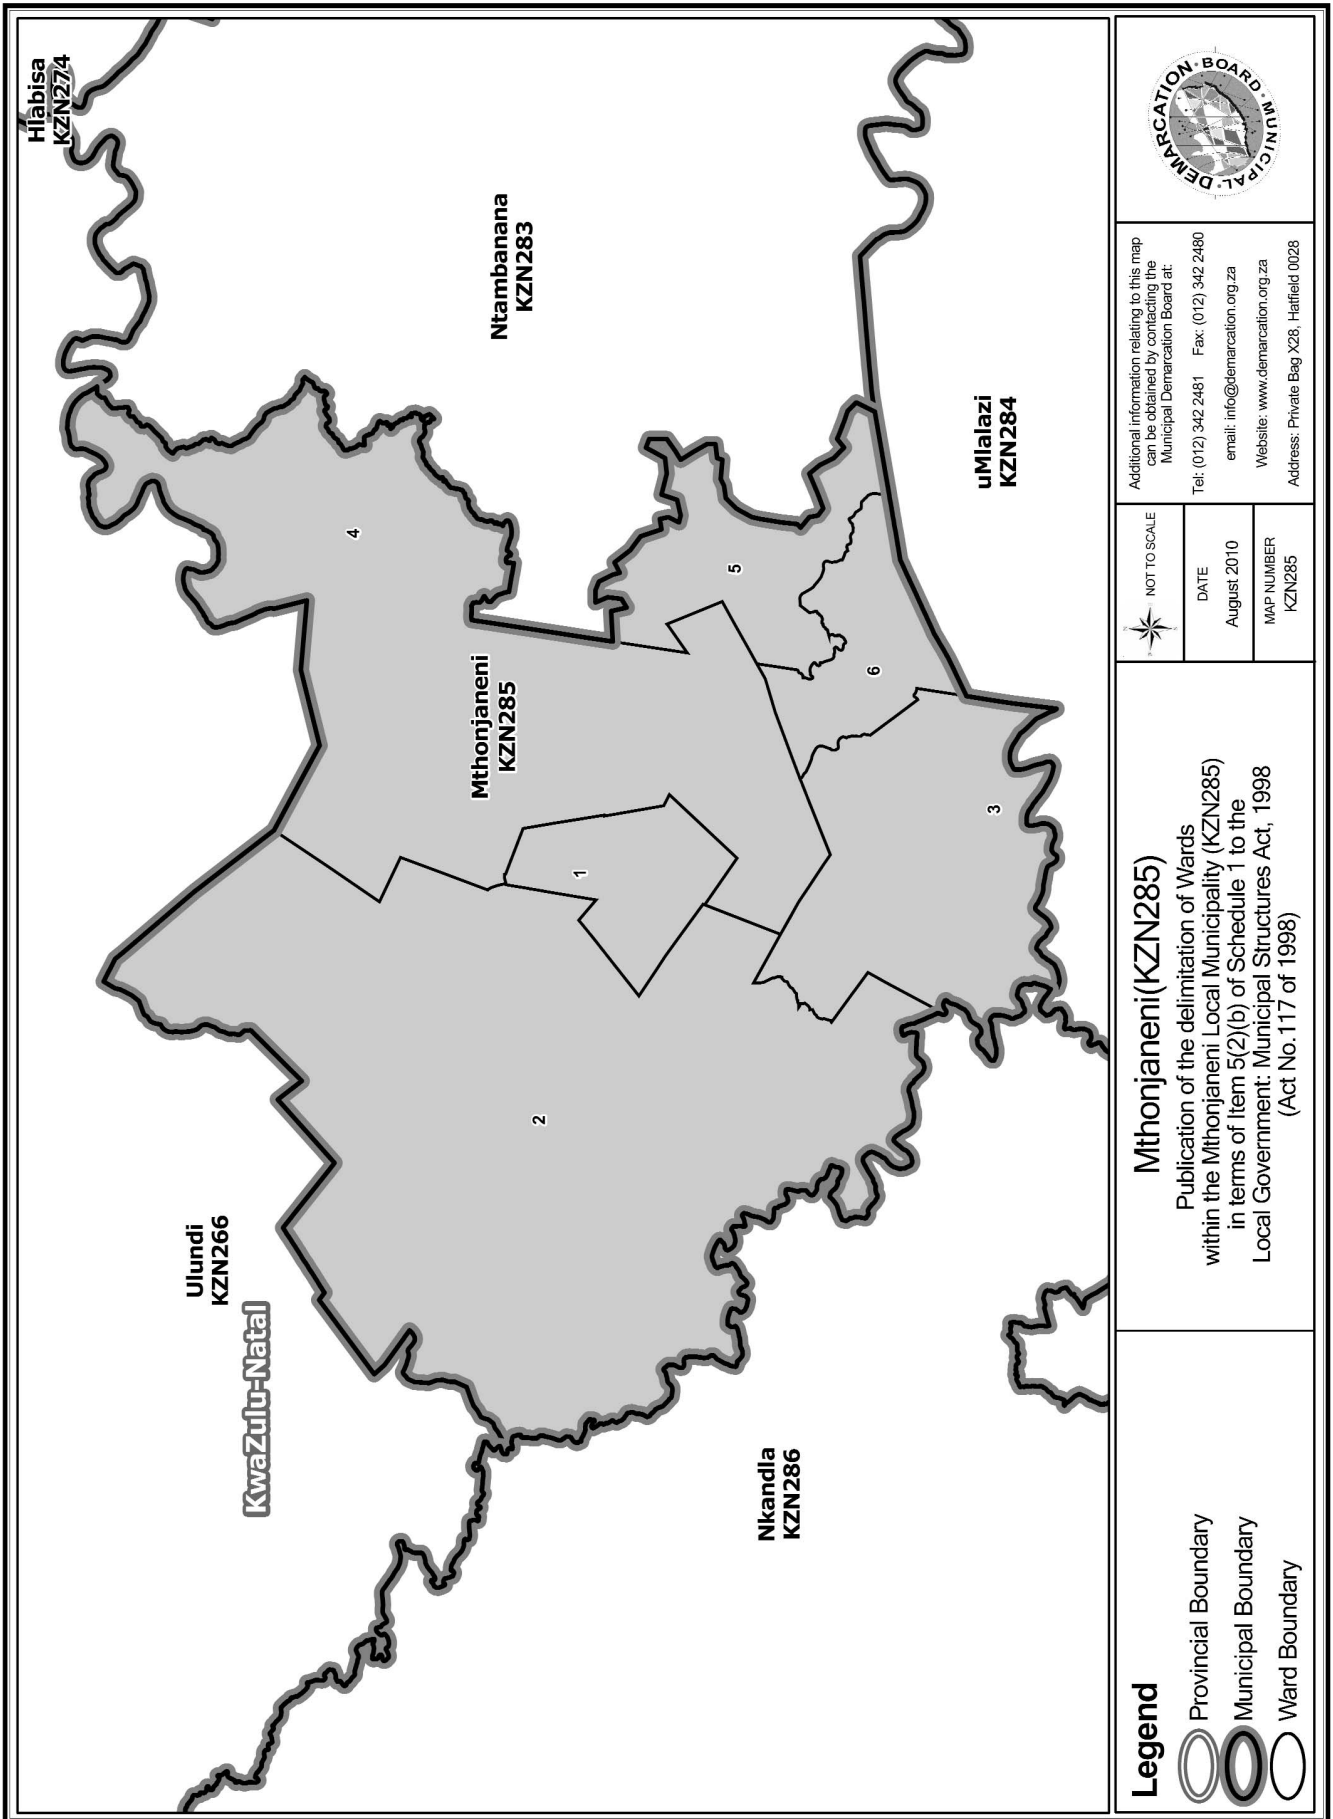 Hlabisa
KZN274
Ntambanana
KZN283
uMlalazi
KZN284
4
5
6
Mthonjaneni
KZN285
1
3
2
Ulundi
KZN266
KwaZulu-Natal
Nkandla
KZN286
Legend
Provincial Boundary
Municipal Boundary
Ward Boundary
Mthonjaneni(KZN285)
Publication of the delimitation of Wards
within the Mthonjaneni Local Municipality (KZN285)
in terms of Item 5(2)(b) of Schedule 1 to the
Local Government: Municipal Structures Act, 1998
(Act No.117 of 1998)
NOT TO SCALE
DATE
August 2010
MAP NUMBER
KZN285
Additional information relating to this map
can be obtained by contacting the
Municipal Demarcation Board at:
Tel: (012) 342 2481 Fax: (012) 342 2480
email: info@demarcation.org.za
Website: www.demarcation.org.za
Address: Private Bag X28, Hatfield 0028
MUNICIPAL • DEMARCATION • BOARD •